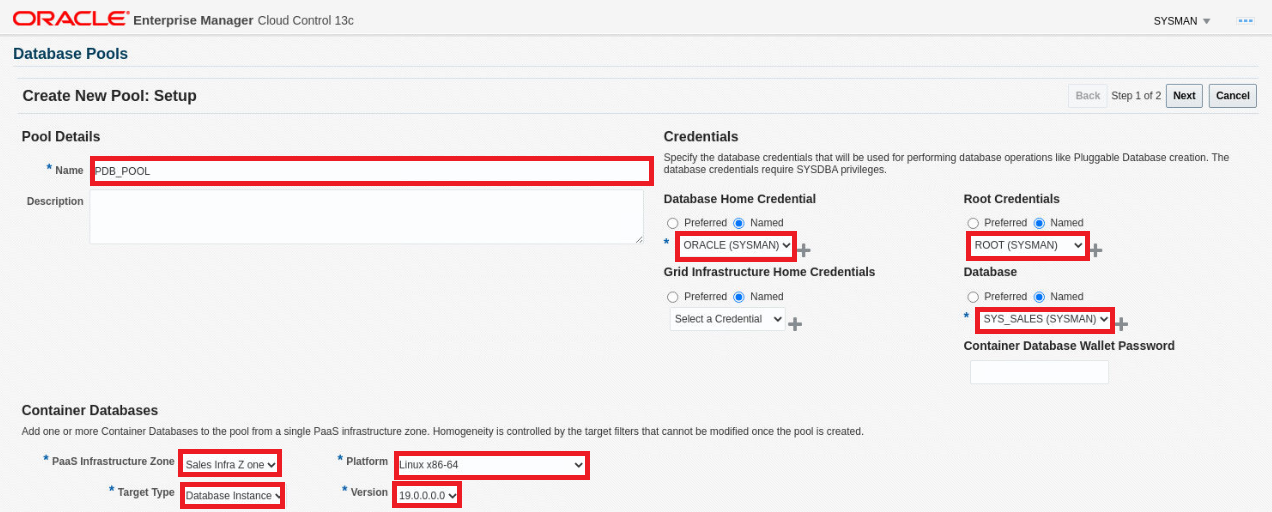 ORACLE Enterprise Manager Cloud Control 13c
SYSMAN
Database Pools
Create New Pool: Setup
Back Step 1 of 2 Next Cancel
Pool Details
* Name PDB_POOL
Description
Credentials
Specify the database credentials that will be used for performing database operations like Pluggable Database creation. The
database credentials require SYSDBA privileges.
Database Home Credential
Preferred Named
* ORACLE (SYSMAN)
Root Credentials
Preferred Named
ROOT (SYSMAN)
Grid Infrastructure Home Credentials
Preferred Named
Select a Credential
Database
Preferred Named
* SYS_SALES (SYSMAN)
Container Database Wallet Password
Container Databases
Add one or more Container Databases to the pool from a single PaaS infrastructure zone. Homogeneity is controlled by the target filters that cannot be modified once the pool is created.
* PaaS Infrastructure Zone Sales Infra Z one * Platform Linux x86-64
* Target Type Database Instance * Version 19.0.0.0.0